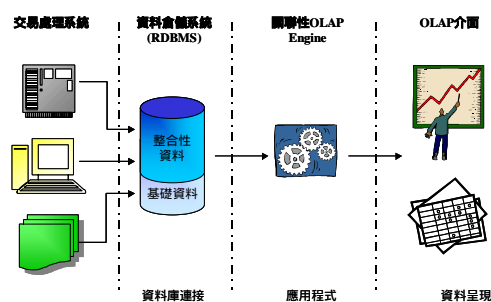 交易處理系統
資料倉儲系統
(RDBMS)
關聯性OLAP
Engine
OLAP介面
整合性
資料
基礎資料
資料庫連接
應用程式
資料呈現